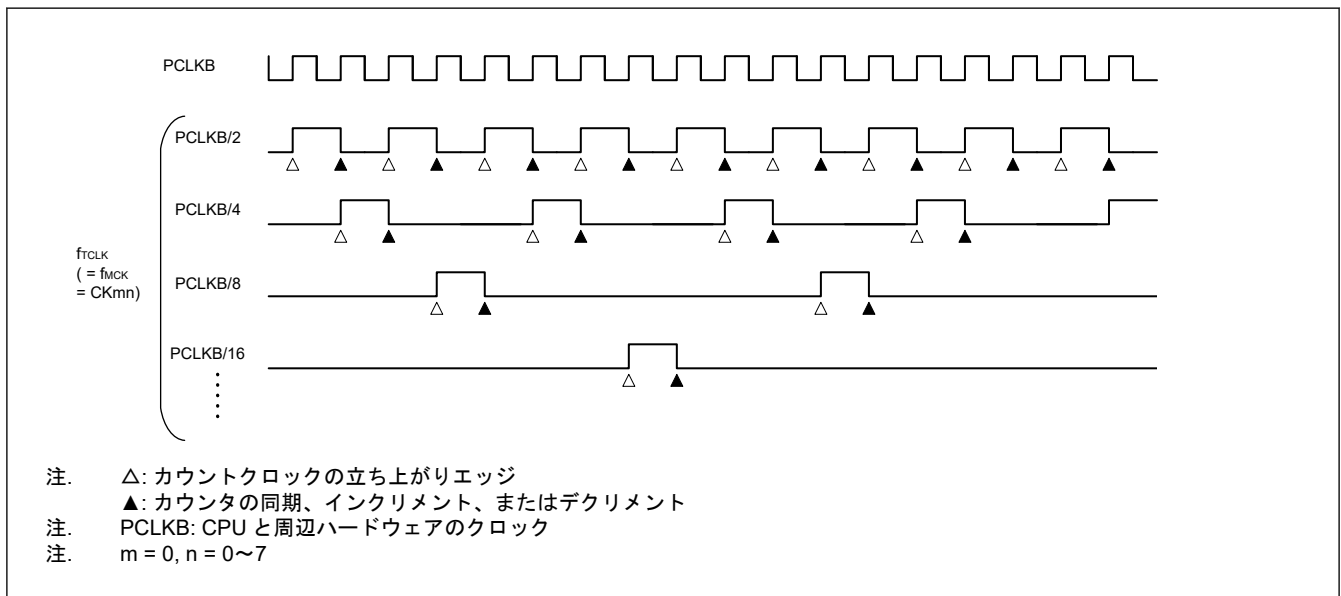 PCLKB
PCLKB/2
PCLKB/4
fTCLK
( = fMCK
= CKmn)
PCLKB/8
PCLKB/16
注. △: カウントクロックの立ち上がりエッジ
▲: カウンタの同期、インクリメント、またはデクリメント
注. PCLKB: CPU と周辺ハードウェアのクロック
注. m = 0, n = 0～7